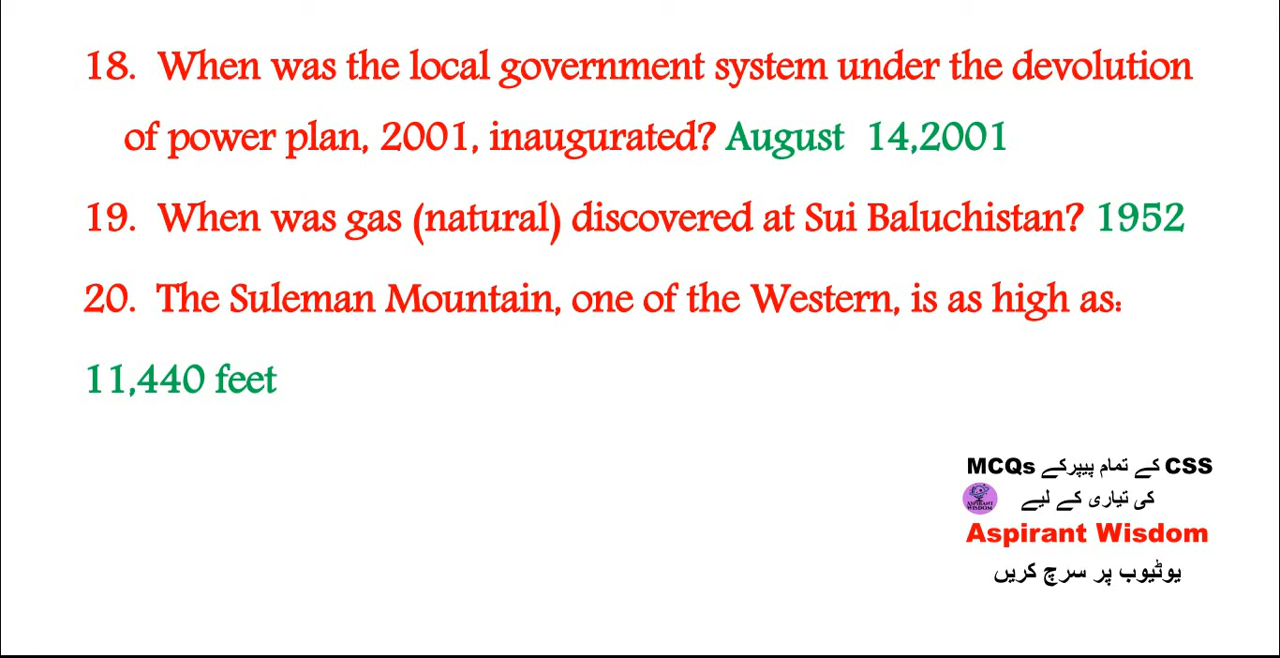 18. When was the local government system under the devolution
of power plan, 2001, inaugurated? August 14,2001
19. When was gas (natural) discovered at Sui Baluchistan? 1952
20. The Suleman Mountain, one of the Western, is as high as:
11,440 feet
CSS کے تمام پیپرکے MCQs
کی تیاری کے لیے
ASPIRANT
WISDOM
Aspirant Wisdom
یوٹیوب پر سرچ کریں